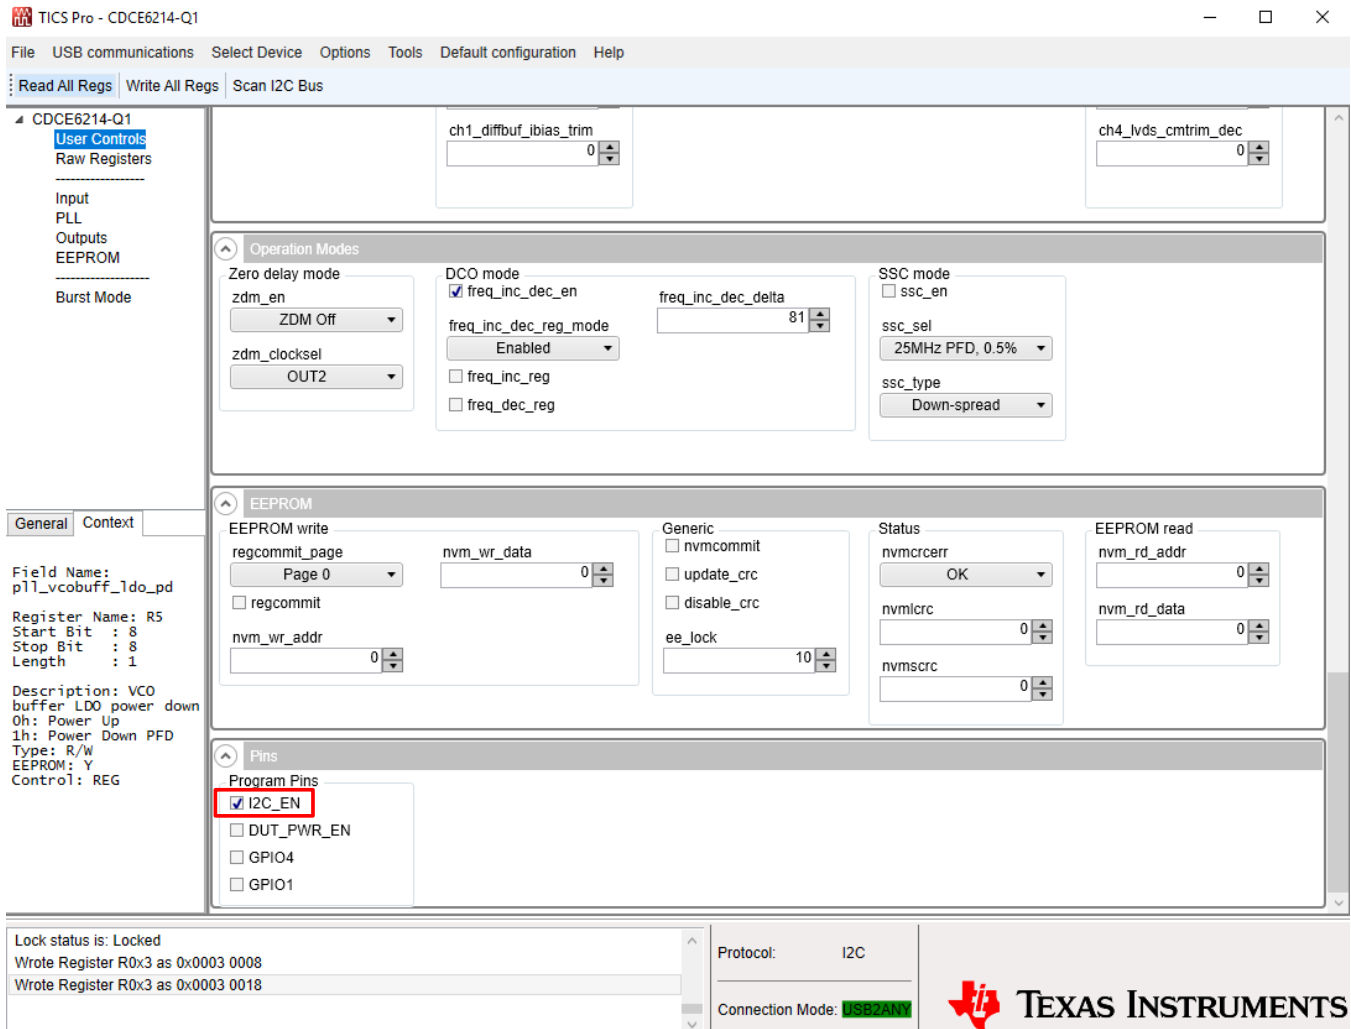 TICS Pro - CDCE6214-Q1
File USB communications Select Device Options Tools Default configuration Help
Read All Regs Write All Regs Scan I2C Bus
CDCE6214-Q1
User Controls
Raw Registers
-------------------
Input
PLL
Outputs
EEPROM
-------------------
Burst Mode
ch1_diffbuf_ibias_trim
0
ch4_lvds_cmtrim_dec
0
Operation Modes
Zero delay mode
zdm_en
ZDM Off
zdm_clocksel
OUT2
DCO mode
freq_inc_dec_en
freq_inc_dec_reg_mode
Enabled
freq_inc_reg
freq_dec_reg
freq_inc_dec_delta
81
SSC mode
ssc_en
ssc_sel
25MHz PFD, 0.5%
ssc_type
Down-spread
EEPROM
EEPROM write
regcommit_page
Page 0
regcommit
nvm_wr_addr
0
nvm_wr_data
0
Generic
nvmcommit
update_crc
disable_crc
ee_lock
10
Status
nvmcrcerr
OK
nvmlcrc
0
nvmscrc
0
EEPROM read
nvm_rd_addr
0
nvm_rd_data
0
Pins
Program Pins
I2C_EN
DUT_PWR_EN
GPIO4
GPIO1
General Context
Field Name:
pll_vcobuff_ldo_pd
Register Name: R5
Start Bit : 8
Stop Bit : 8
Length : 1
Description: VCO
buffer LDO power down
0h: Power Up
1h: Power Down PFD
Type: R/W
EEPROM: Y
Control: REG
Lock status is: Locked
Wrote Register R0x3 as 0x0003 0008
Wrote Register R0x3 as 0x0003 0018
Protocol: I2C
Connection Mode: USB2ANY
TEXAS INSTRUMENTS